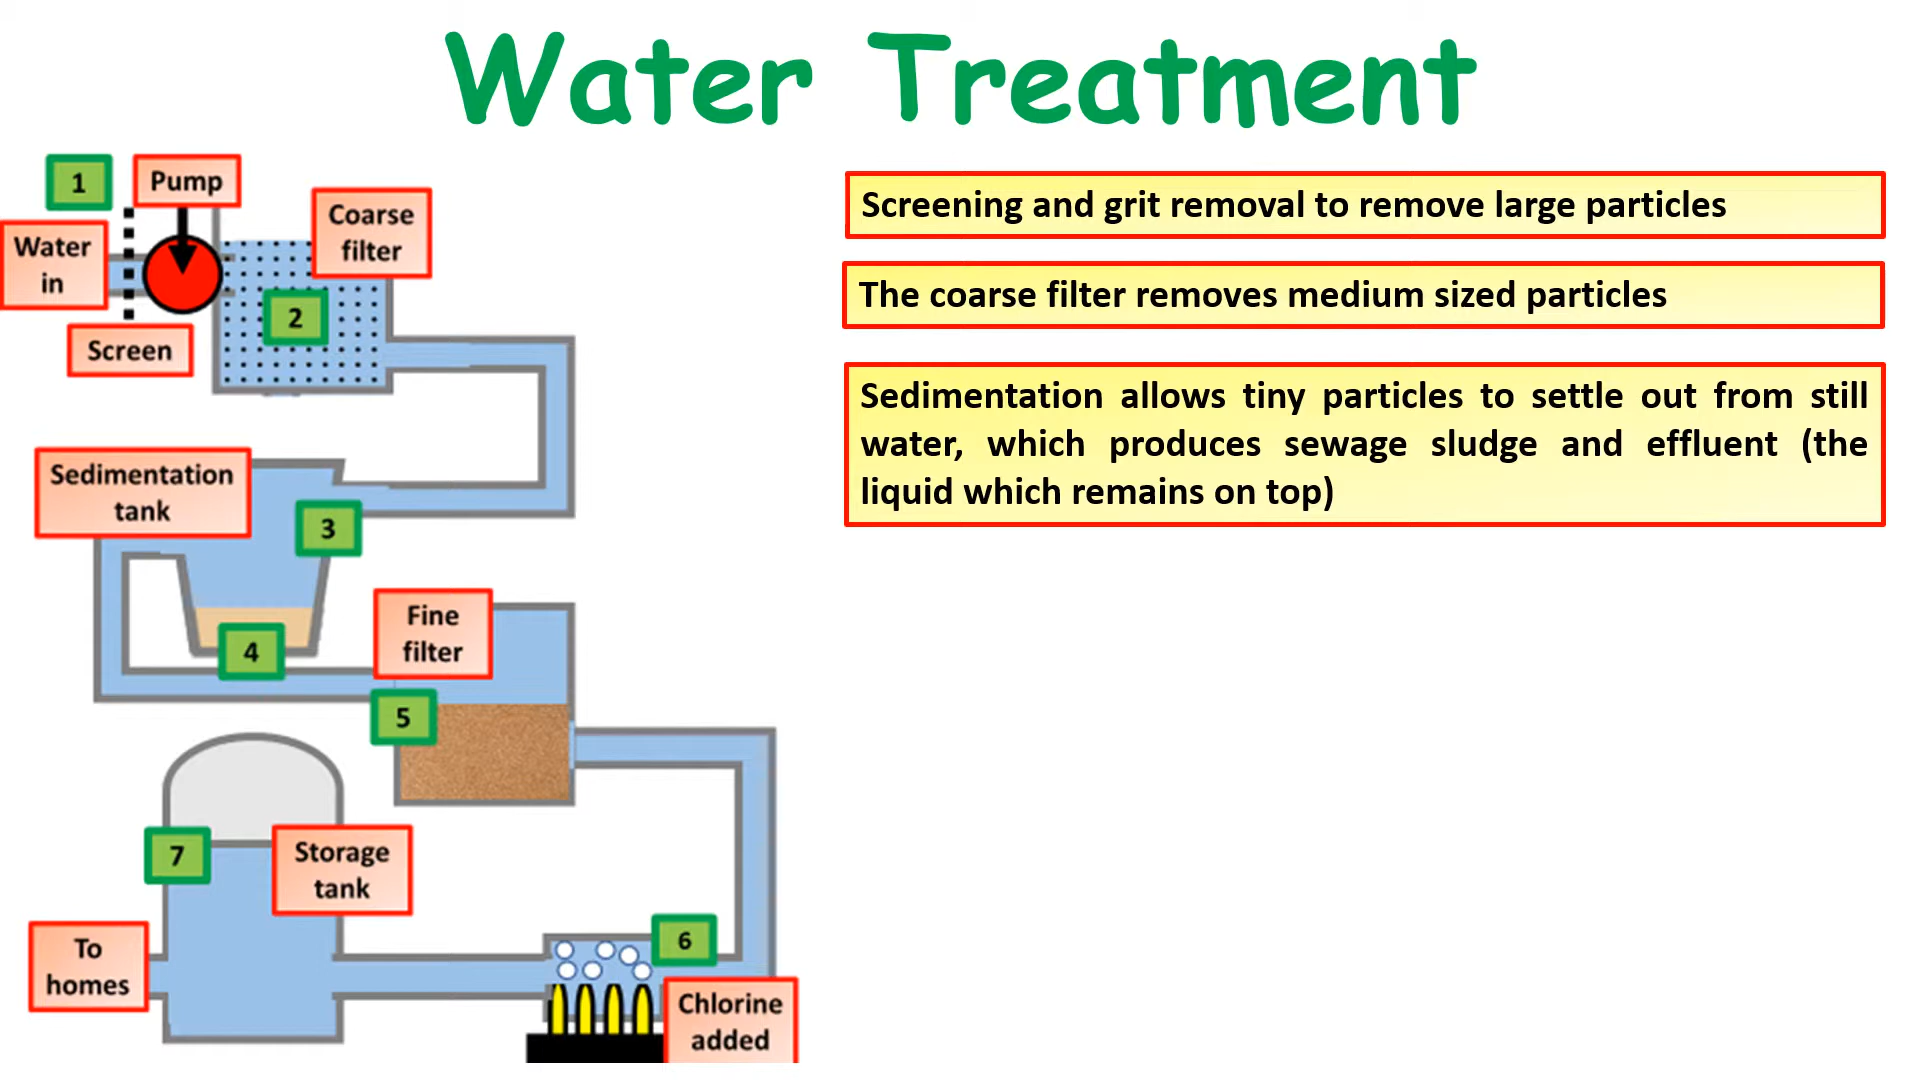 Water Treatment
1
Pump
Coarse
filter
Water
in
2
Screen
Sedimentation
tank
3
4
Fine
filter
5
7
Storage
tank
To
homes
6
Chlorine
added
Screening and grit removal to remove large particles
The coarse filter removes medium sized particles
Sedimentation allows tiny particles to settle out from still
water, which produces sewage sludge and effluent (the
liquid which remains on top)